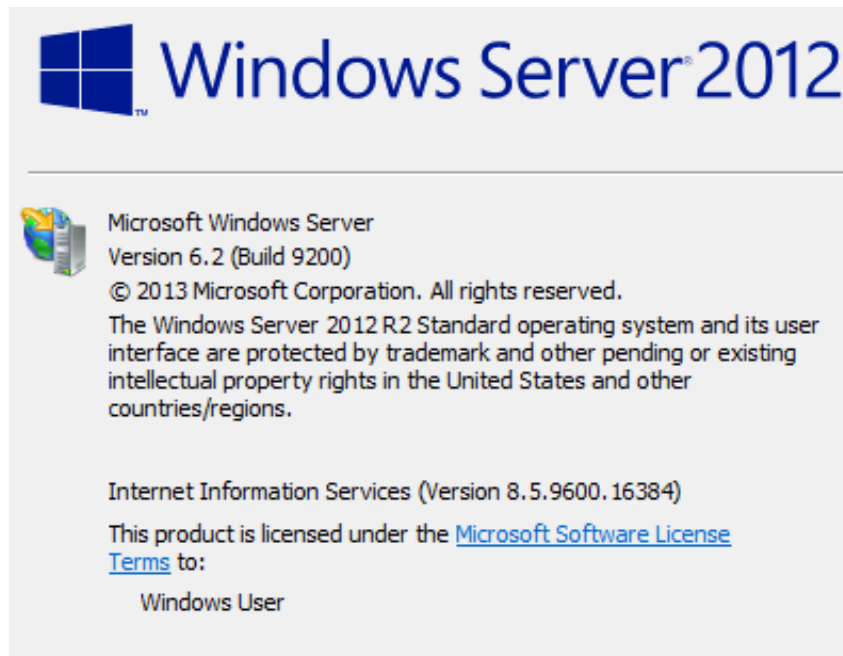 Windows Server®2012
™
Microsoft Windows Server
Version 6.2 (Build 9200)
© 2013 Microsoft Corporation. All rights reserved.
The Windows Server 2012 R2 Standard operating system and its user
interface are protected by trademark and other pending or existing
intellectual property rights in the United States and other
countries/regions.
Internet Information Services (Version 8.5.9600.16384)
This product is licensed under the Microsoft Software License
Terms to:
Windows User